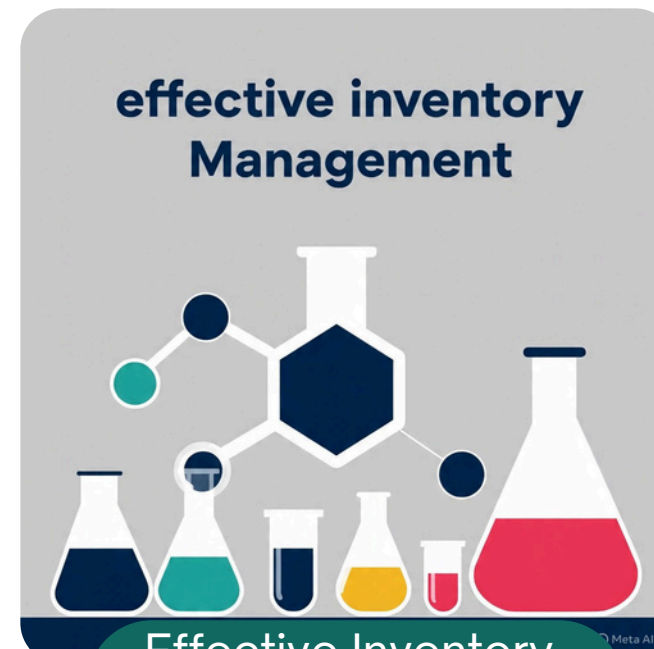 effective inventory
Management
Meta AI
Effective Inventory